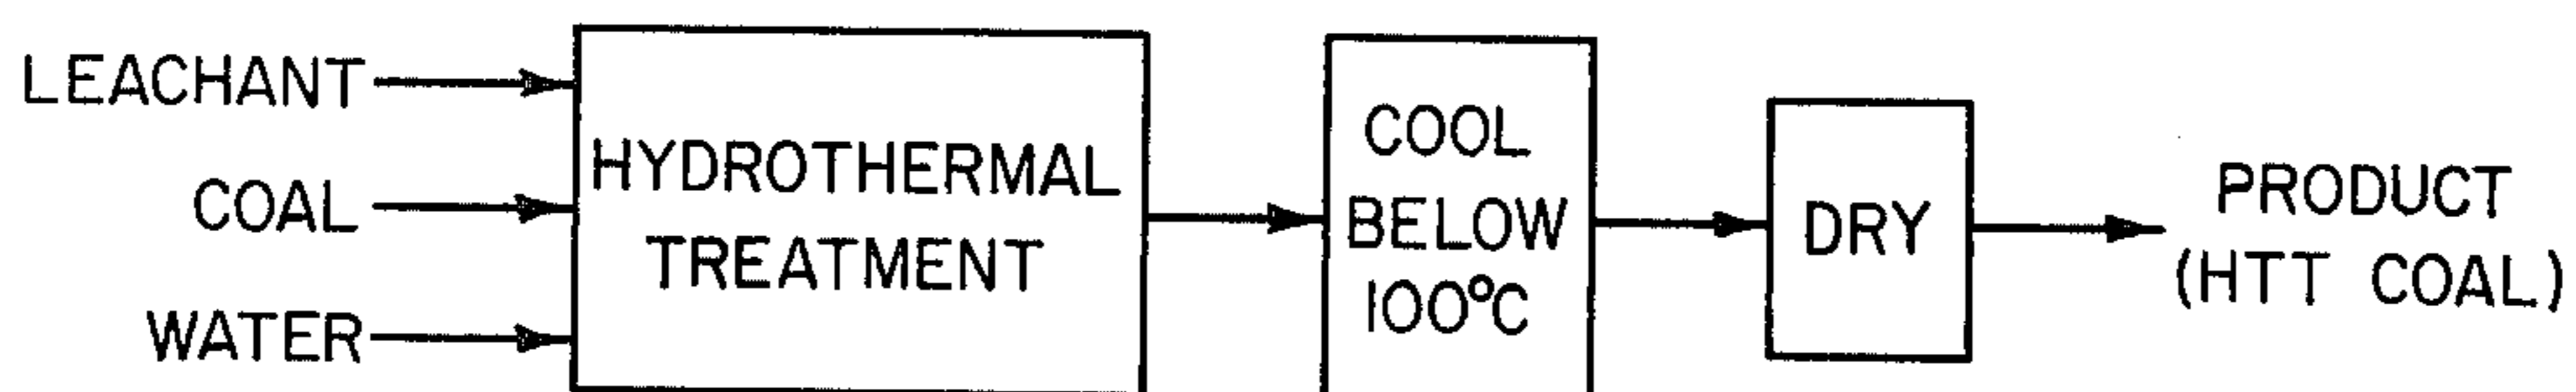 LEACHANT
COAL
WATER
HYDROTHERMAL
TREATMENT
COOL
BELOW
100°C
DRY
PRODUCT
(HTT COAL)